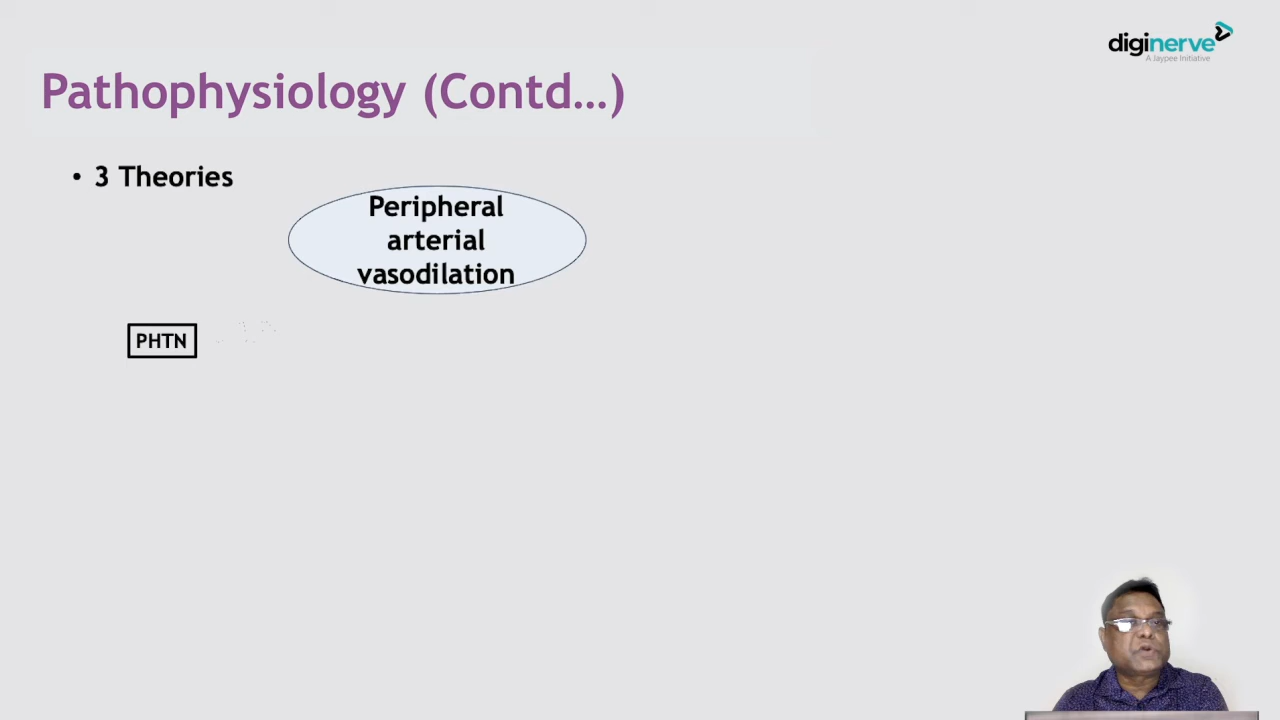 diginerve
A Jaypee Initiative
Pathophysiology (Contd...)
• 3 Theories
Peripheral
arterial
vasodilation
PHTN